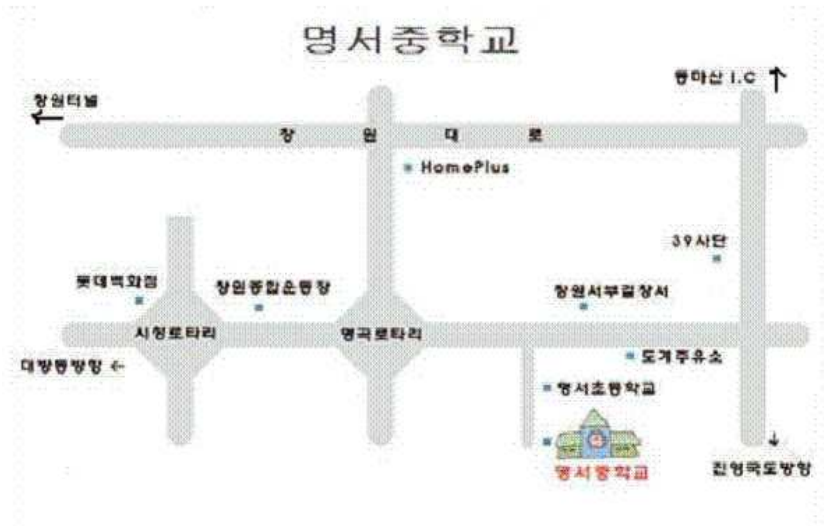 명서중학교
동마산 I.C
창원터널
창 원 대 로
HomePlus
39사단
롯데백화점
창원종합운동장
창원서부경찰서
시청로타리
명곡로타리
대방동방향
도계주유소
명서초등학교
명서중학교
진영국도방향